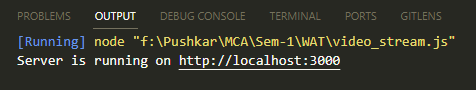 PROBLEMS OUTPUT DEBUG CONSOLE TERMINAL PORTS GITLENS
[Running] node "f:\Pushkar\MCA\Sem-1\WAT\video_stream.js"
Server is running on http://localhost:3000